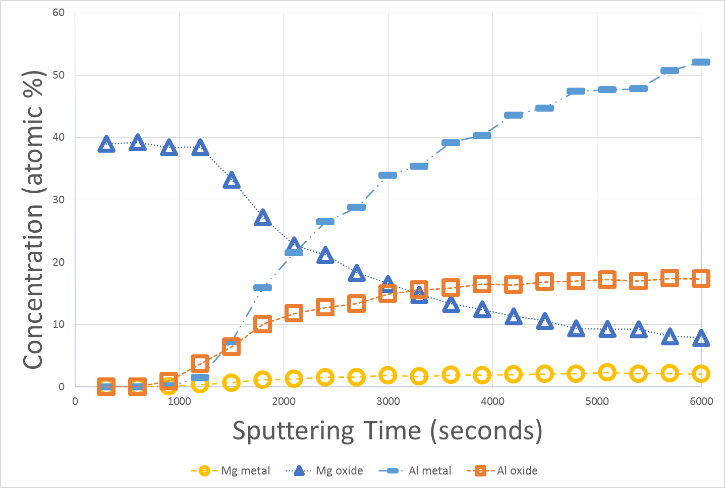 60
50
40
30
20
10
0
0 1000 2000 3000 4000 5000 6000
Concentration (atomic %)
Sputtering Time (seconds)
Mg metal Mg oxide Al metal Al oxide